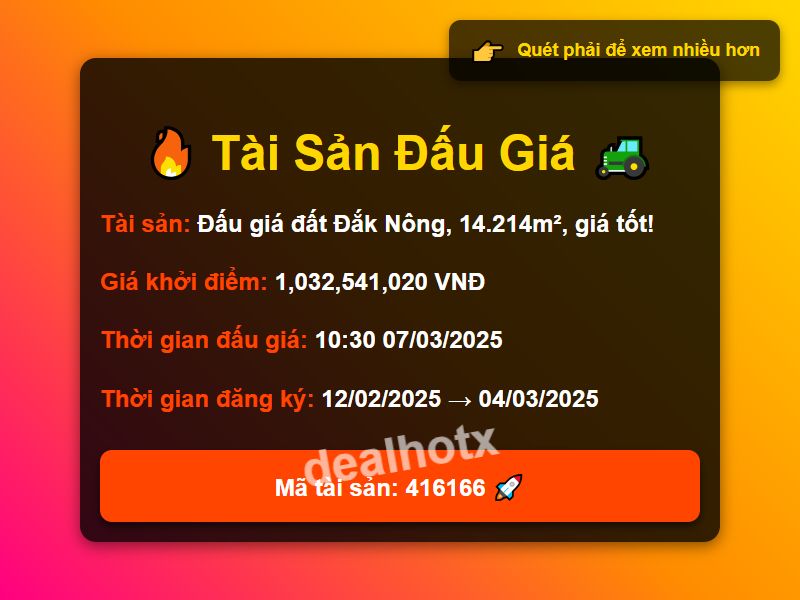 Quét phải để xem nhiều hơn
Tài Sản Đấu Giá
Tài sản: Đấu giá đất Đắk Nông, 14.214m², giá tốt!
Giá khởi điểm: 1,032,541,020 VNĐ
Thời gian đấu giá: 10:30 07/03/2025
Thời gian đăng ký: 12/02/2025 → 04/03/2025
dealhotx
Mã tài sản: 416166